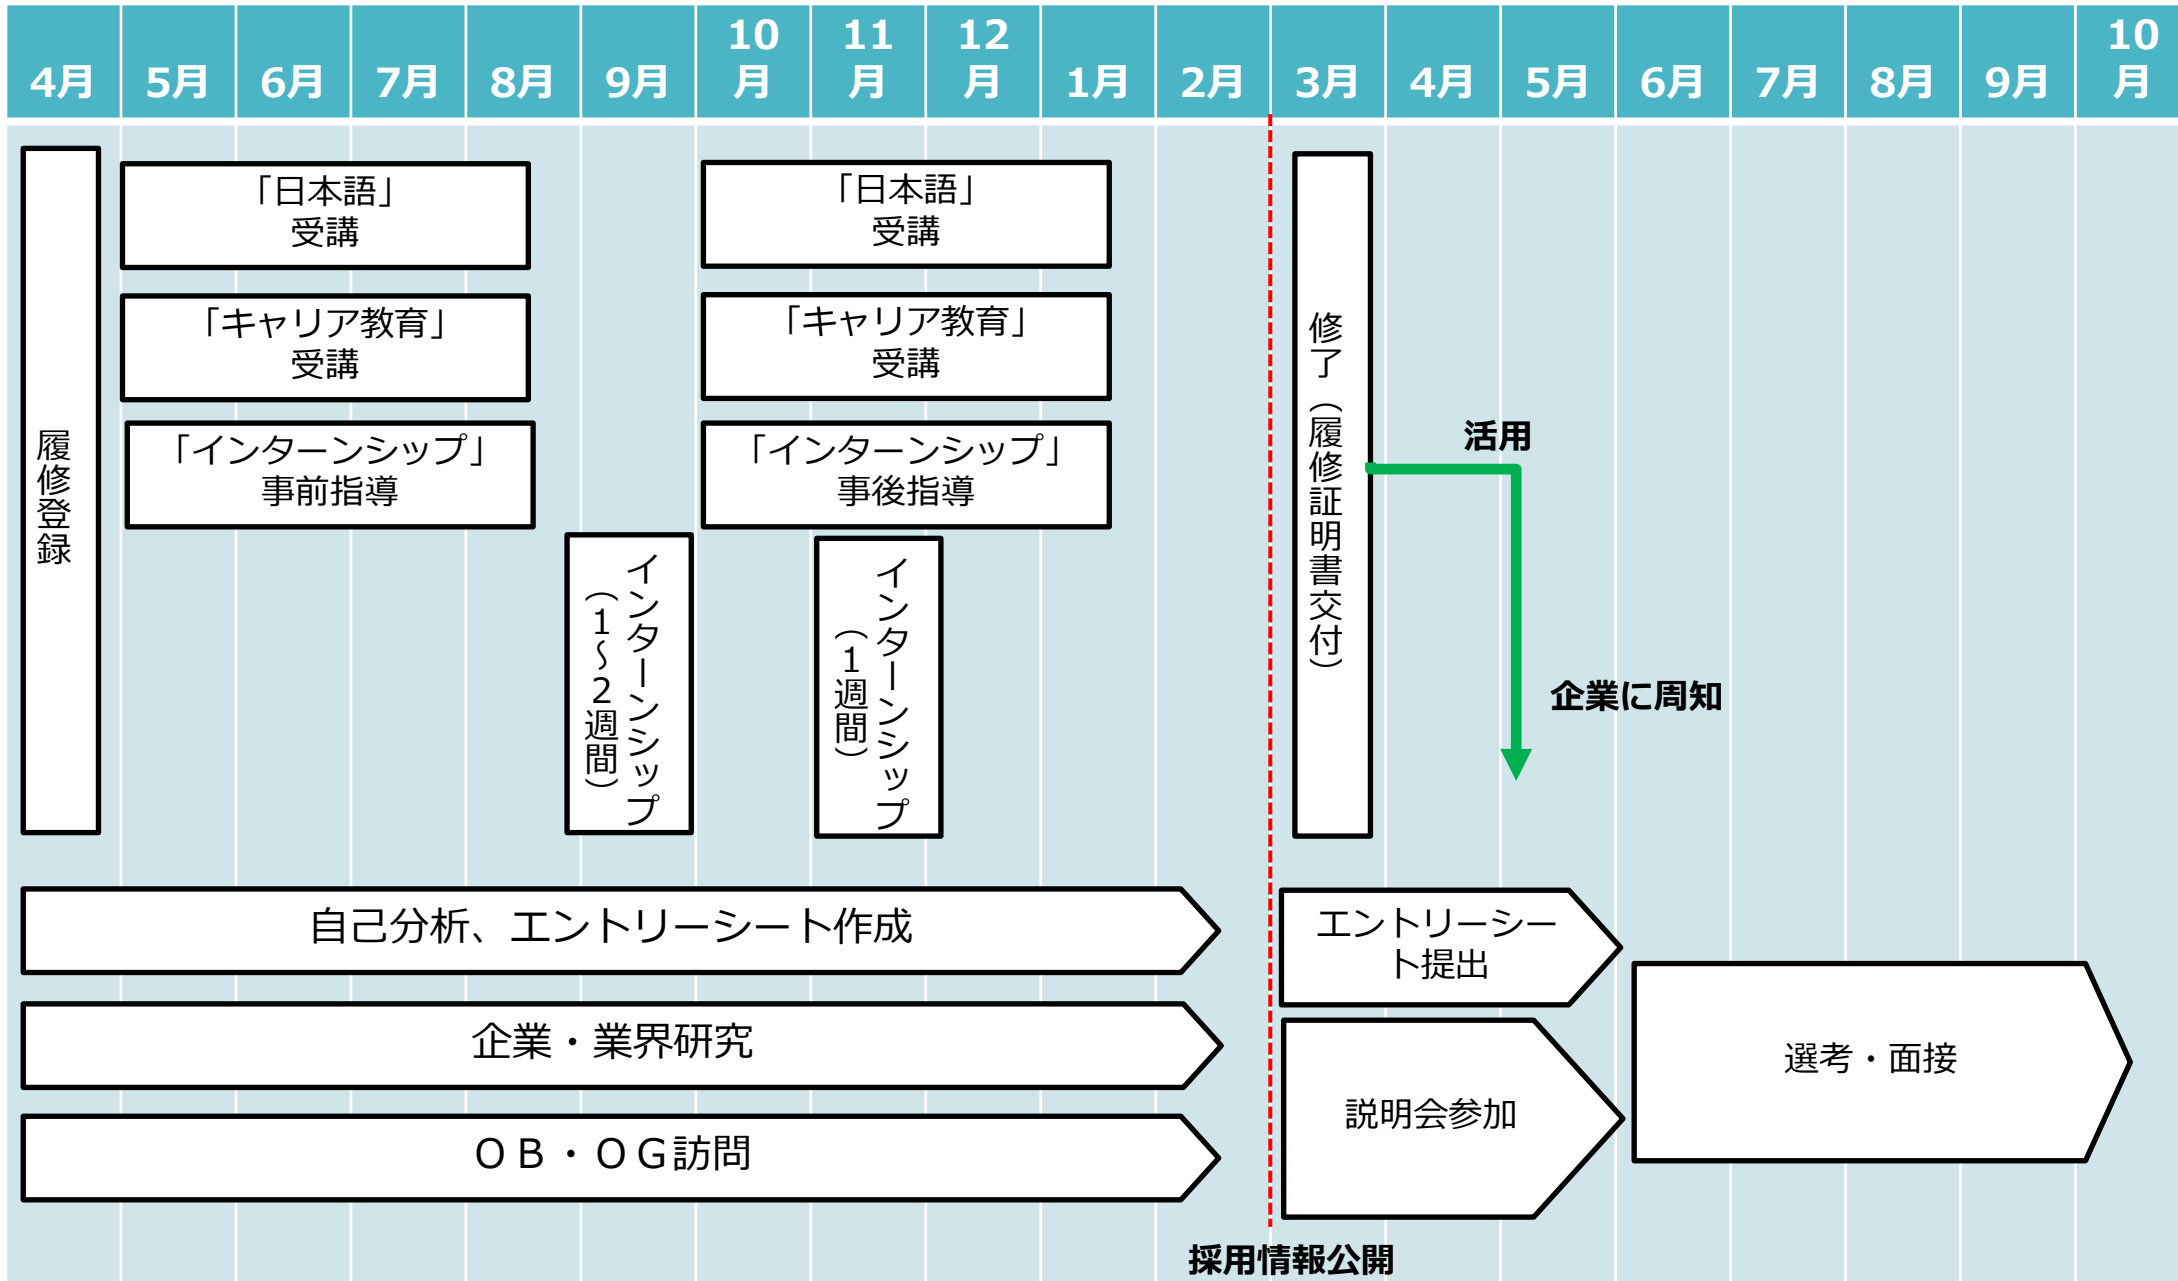 4月
5月
6月
7月
8月
9月
10
月
11
月
12
月
1月
2月
3月
4月
5月
6月
7月
8月
9月
10
月
履修登録
「日本語」
受講
「キャリア教育」
受講
「インターンシップ」
事前指導
インターンシップ
（１～２週間）
「日本語」
受講
「キャリア教育」
受講
「インターンシップ」
事後指導
インターンシップ
（１週間）
修了（履修証明書交付）
活用
企業に周知
自己分析、エントリーシート作成
企業・業界研究
ＯＢ・ＯＧ訪問
エントリーシー
ト提出
説明会参加
選考・面接
採用情報公開